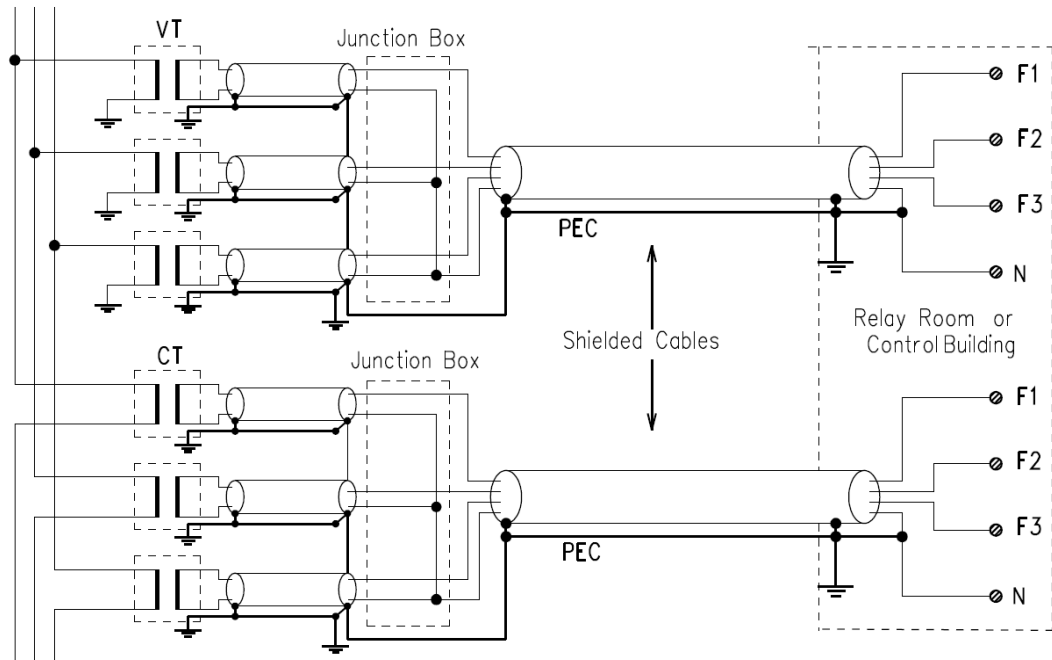 VT
Junction Box
F1
F2
F3
PEC
N
Shielded Cables
Relay Room or
Control Building
CT
Junction Box
F1
F2
F3
PEC
N